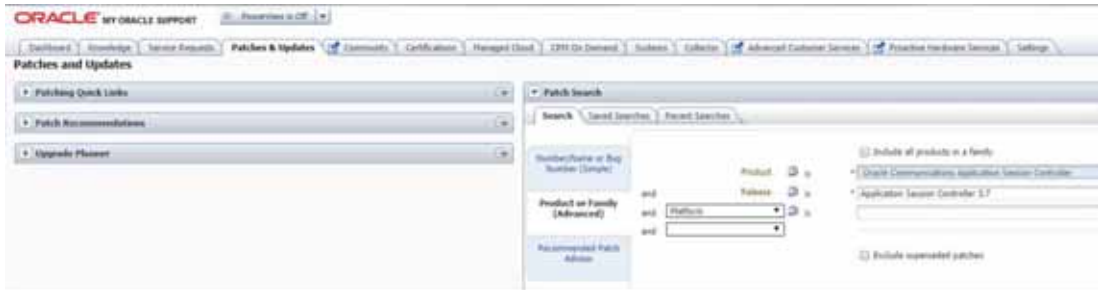 ORACLE MY ORACLE SUPPORT PowerView is Off
Dashboard Knowledge Service Requests Patches & Updates Community Certifications Managed Cloud CRM On Demand Systems Collector Advanced Customer Services Proactive Hardware Services Settings
Patches and Updates
Patching Quick Links
Patch Recommendations
Upgrade Planner
Patch Search
Search Saved Searches Recent Searches
Number/Name or Bug
Number (Simple)
Product or Family
(Advanced)
Recommended Patch
Advisor
Include all products in a family
Product is * Oracle Communications Application Session Controller
and Release is * Application Session Controller 3.7
and Platform is
and
Exclude superseded patches